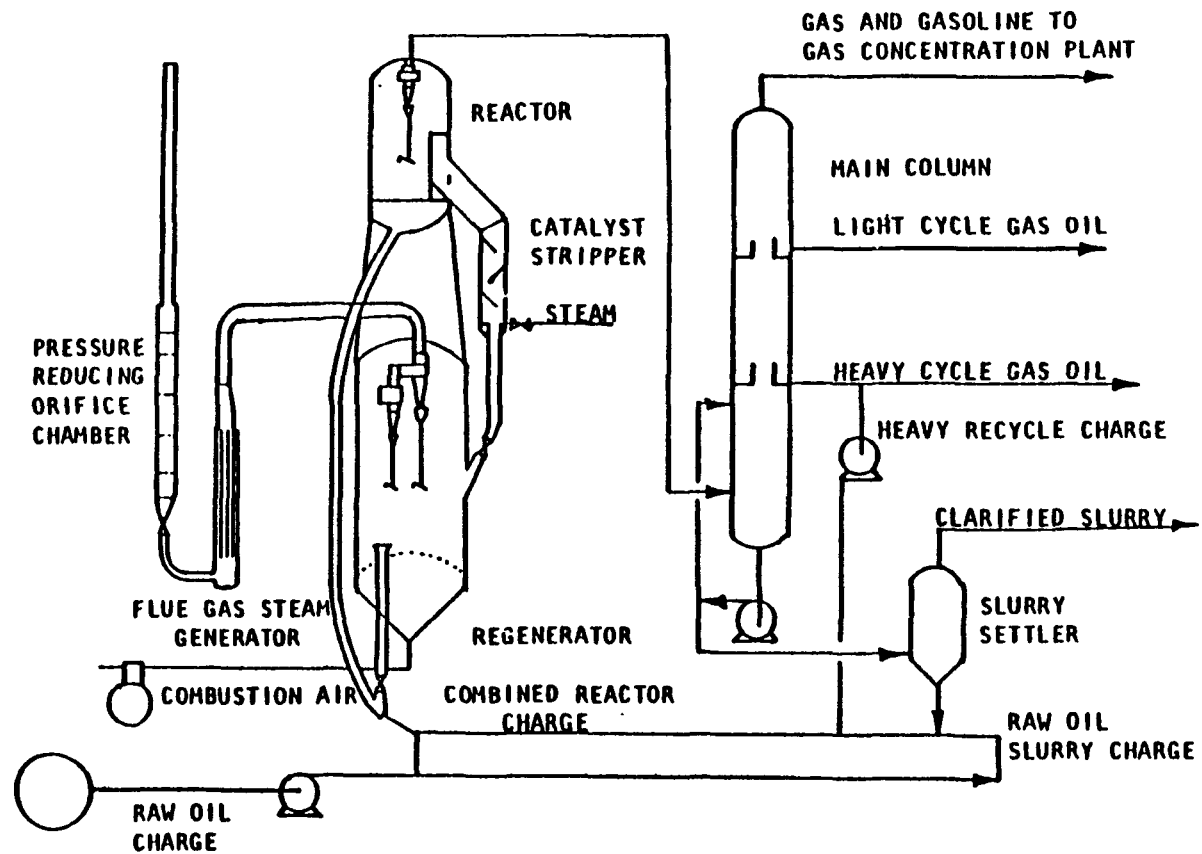 GAS AND GASOLINE TO
GAS CONCENTRATION PLANT
REACTOR
MAIN COLUMN
CATALYST
STRIPPER
LIGHT CYCLE GAS OIL
STEAM
PRESSURE
REDUCING
ORIFICE
CHAMBER
HEAVY CYCLE GAS OIL
HEAVY RECYCLE CHARGE
CLARIFIED SLURRY
FLUE GAS STEAM
GENERATOR
REGENERATOR
SLURRY
SETTLER
COMBUSTION AIR
COMBINED REACTOR
CHARGE
RAW OIL
SLURRY CHARGE
RAW OIL
CHARGE